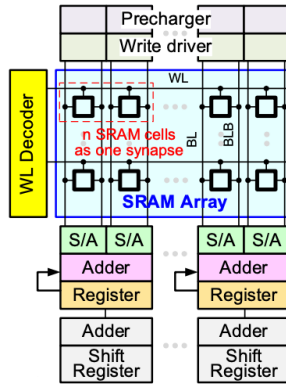 Precharger
Write driver
WL
WL Decoder
n SRAM cells
as one synapse
BL
BLB
SRAM Array
S/A S/A S/A S/A
Adder Adder
Register Register
Adder Adder
Shift Shift
Register Register